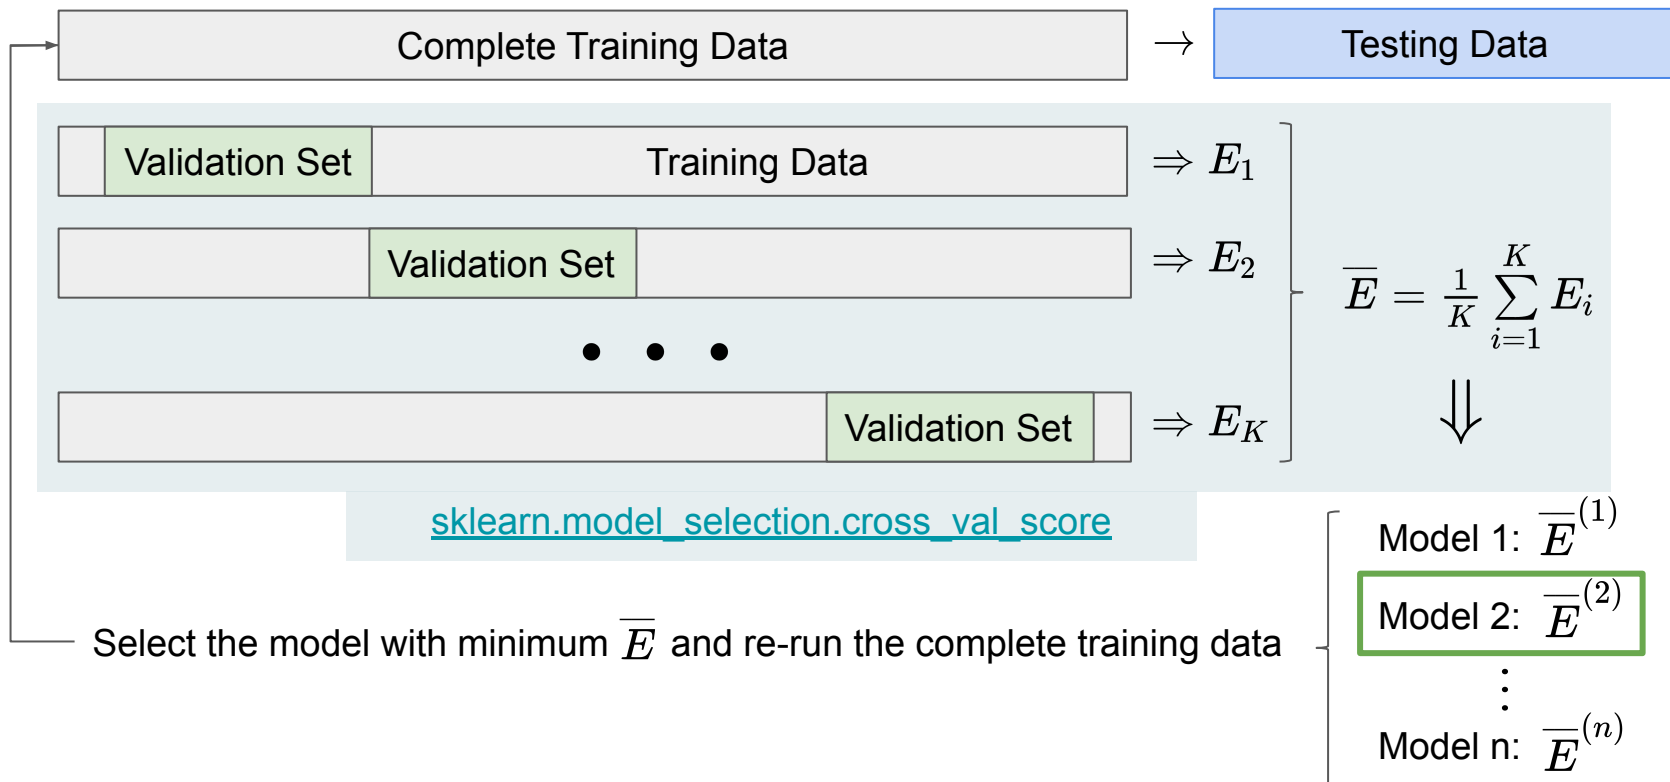 Complete Training Data → Testing Data
Validation Set Training Data ⇒ E₁
Validation Set ⇒ E₂
• • •
E̅ = 1/K ∑_{i=1}^{K} E_i
Validation Set ⇒ E_K
⇓
sklearn.model_selection.cross_val_score
Model 1: E̅⁽¹⁾
Model 2: E̅⁽²⁾
Select the model with minimum E̅ and re-run the complete training data
⋮
Model n: E̅⁽ⁿ⁾